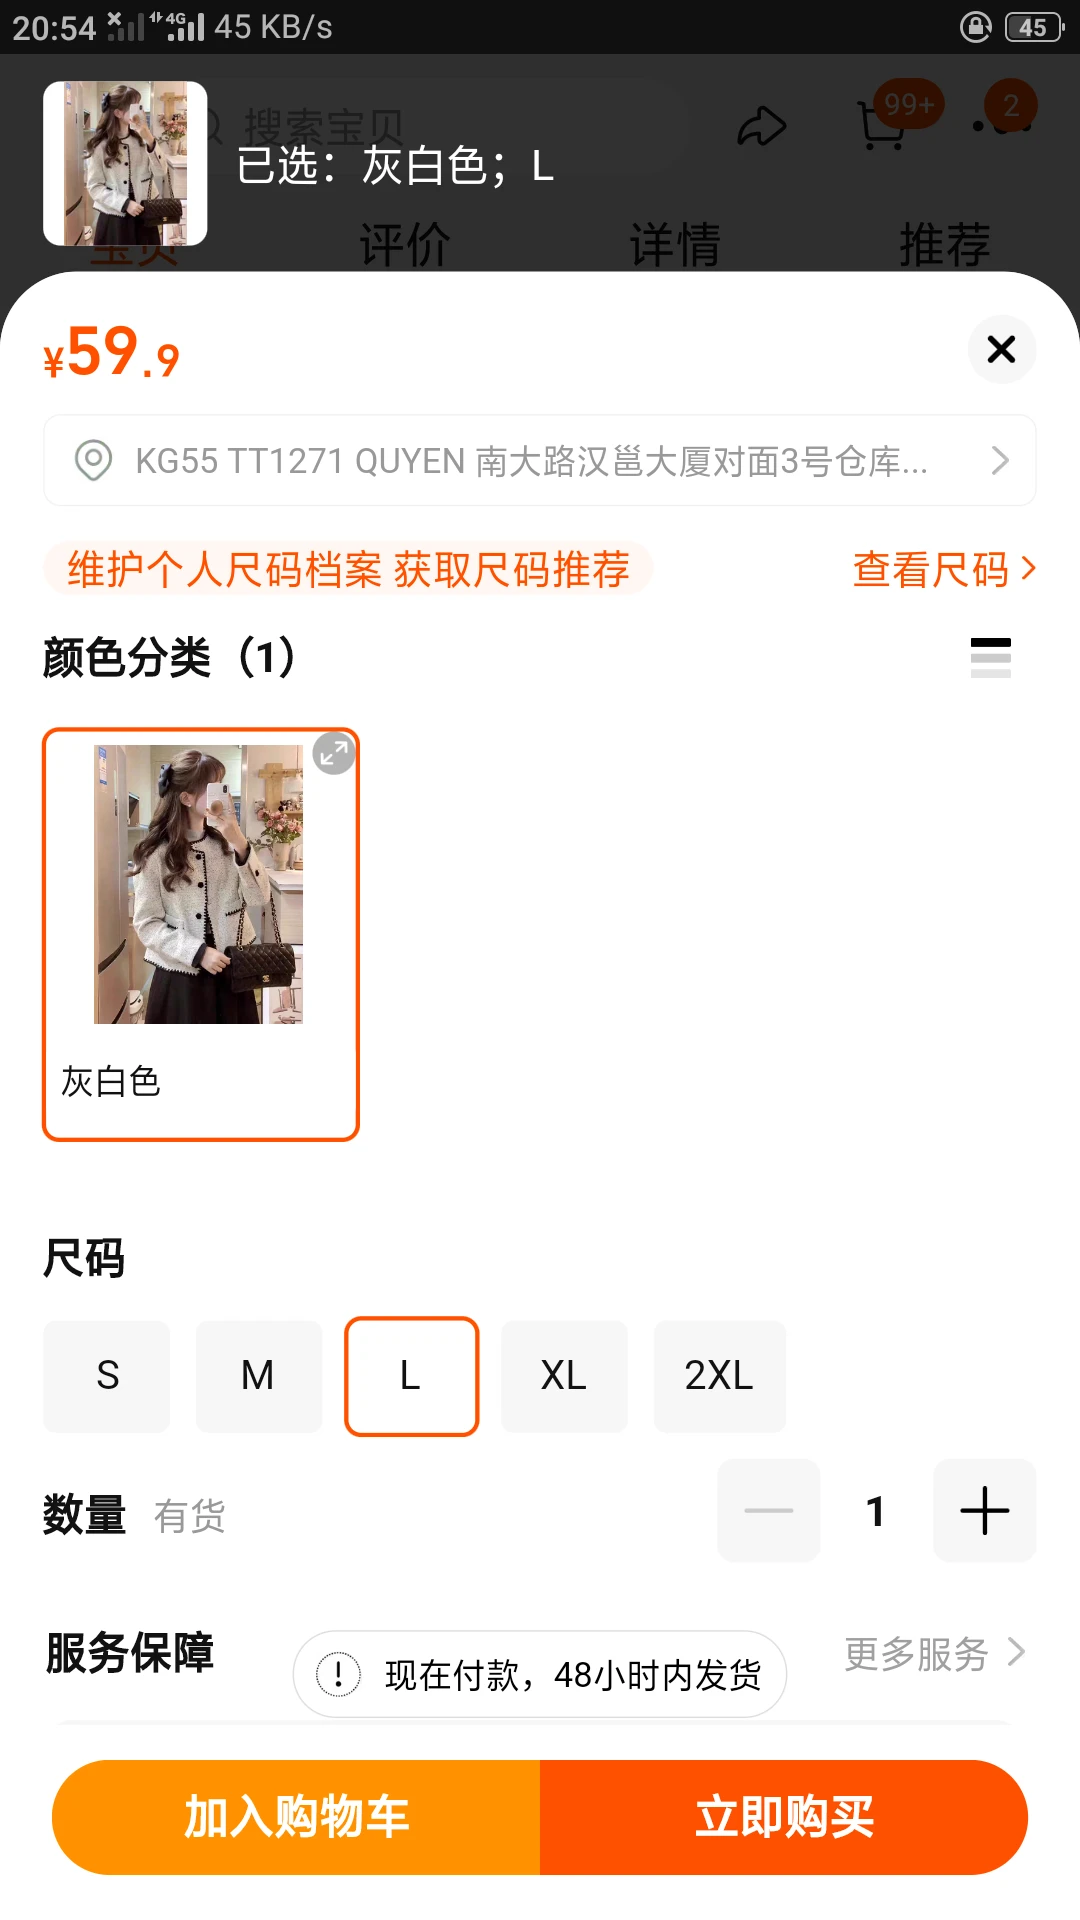 20:54 4G 45 KB/s 45
搜索宝贝 99+ 2
已选：灰白色；L
宝贝 评价 详情 推荐
¥59.9
KG55 TT1271 QUYEN 南大路汉邕大厦对面3号仓库...
维护个人尺码档案 获取尺码推荐 查看尺码
颜色分类（1）
灰白色
尺码
S M L XL 2XL
数量 有货 1
服务保障 现在付款，48小时内发货 更多服务
加入购物车 立即购买